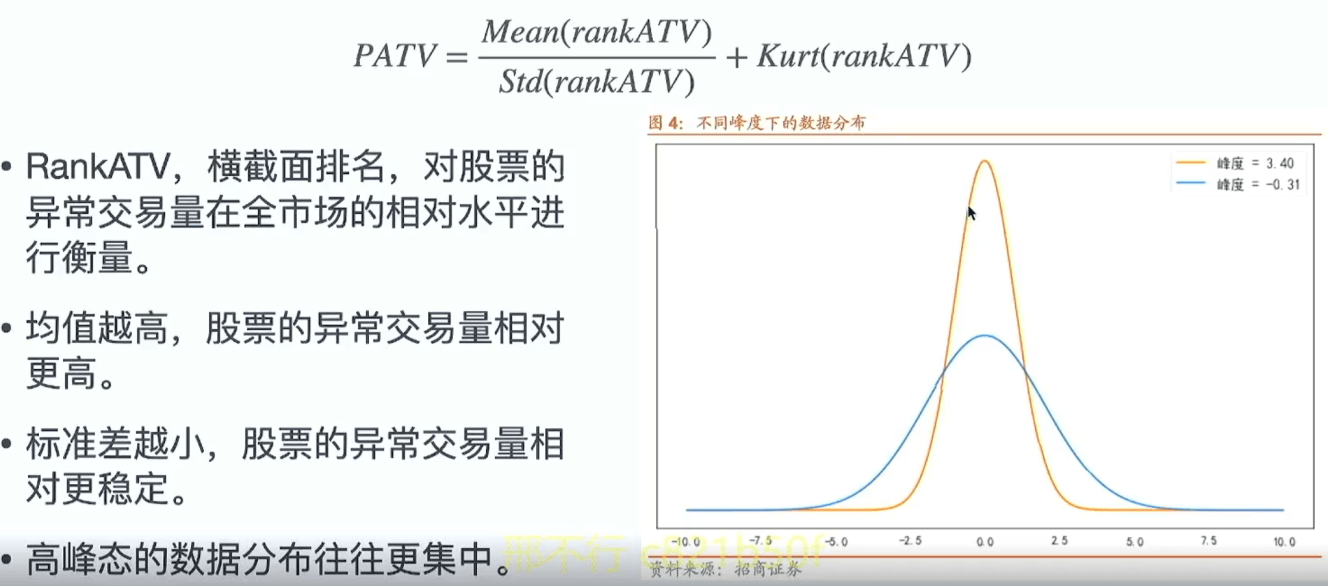 PATV = Mean(rankATV) / Std(rankATV) + Kurt(rankATV)
• RankATV，横截面排名，对股票的
异常交易量在全市场的相对水平进
行衡量。
• 均值越高，股票的异常交易量相对
更高。
• 标准差越小，股票的异常交易量相
对更稳定。
• 高峰态的数据分布往往更集中。
图 4: 不同峰度下的数据分布
峰度 = 3.40
峰度 = -0.31
-10.0 -7.5 -5.0 -2.5 0.0 2.5 5.0 7.5 10.0
资料来源：招商证券
邢不行